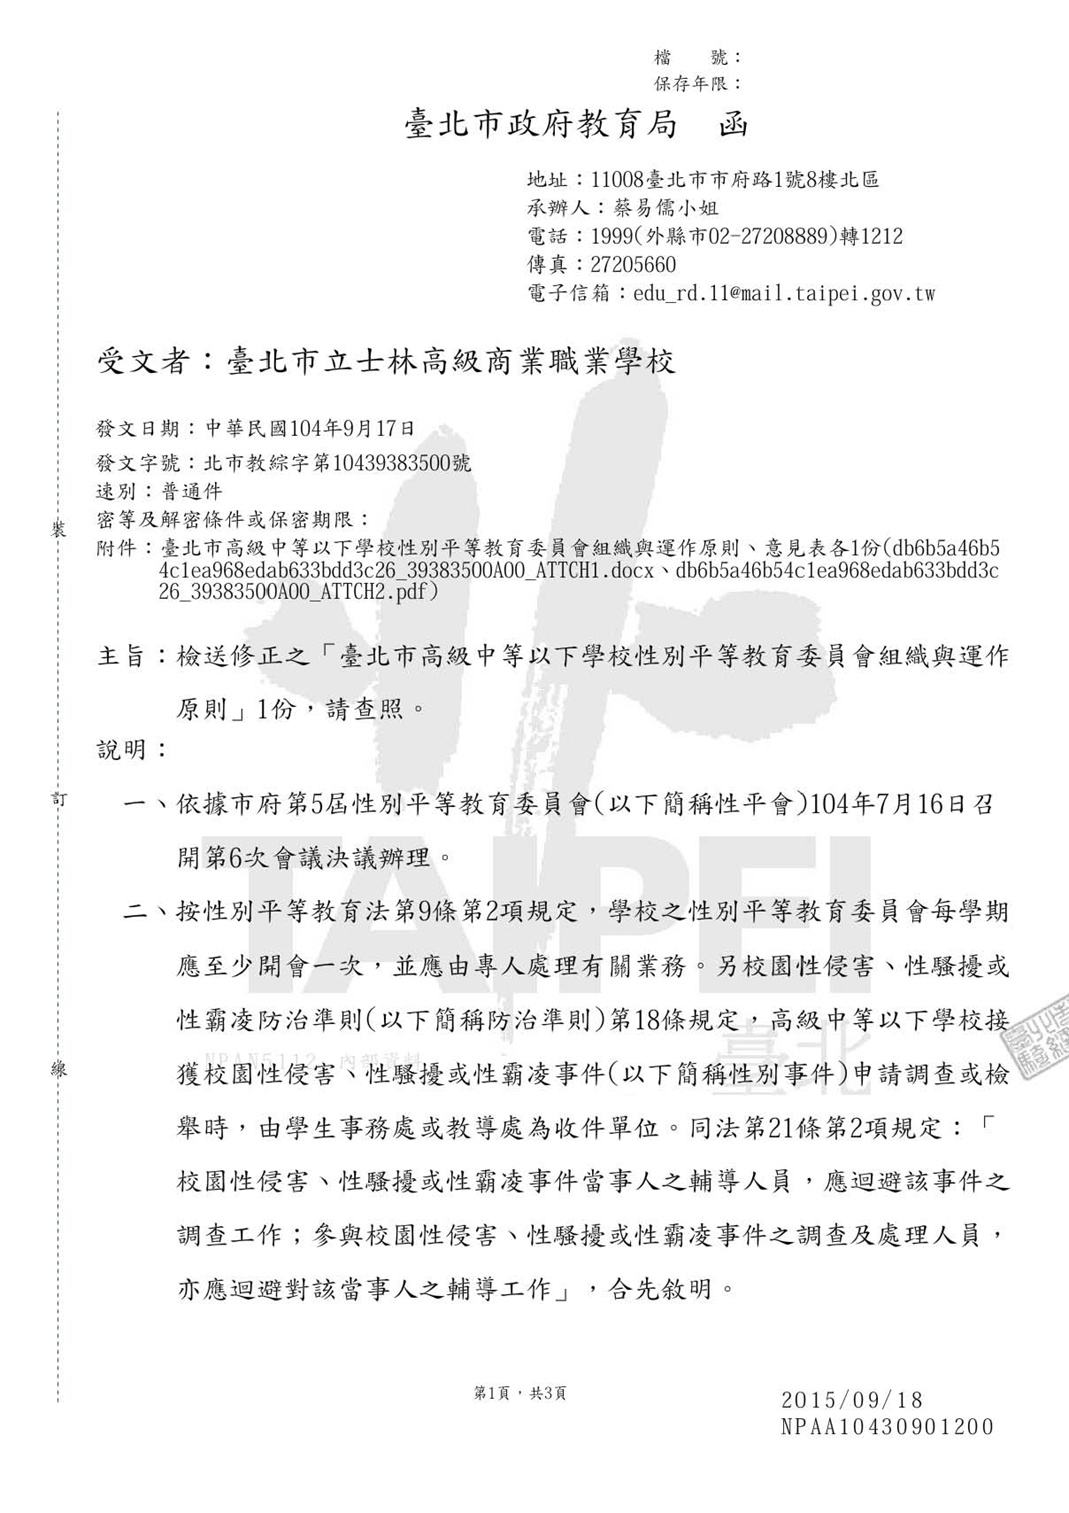 檔　　號：
保存年限：
臺北市政府教育局　函
地址：11008臺北市市府路1號8樓北區
承辦人：蔡易儒小姐
電話：1999(外縣市02-27208889)轉1212
傳真：27205660
電子信箱：edu_rd.11@mail.taipei.gov.tw
受文者：臺北市立士林高級商業職業學校
發文日期：中華民國104年9月17日
發文字號：北市教綜字第10439383500號
速別：普通件
密等及解密條件或保密期限：
附件：臺北市高級中等以下學校性別平等教育委員會組織與運作原則、意見表各1份(db6b5a46b5
4c1ea968edab633bdd3c26_39383500A00_ATTCH1.docx、db6b5a46b54c1ea968edab633bdd3c
26_39383500A00_ATTCH2.pdf)
主旨：檢送修正之「臺北市高級中等以下學校性別平等教育委員會組織與運作
原則」1份，請查照。
說明：
一、依據市府第5屆性別平等教育委員會(以下簡稱性平會)104年7月16日召
開第6次會議決議辦理。
二、按性別平等教育法第9條第2項規定，學校之性別平等教育委員會每學期
應至少開會一次，並應由專人處理有關業務。另校園性侵害、性騷擾或
性霸凌防治準則(以下簡稱防治準則)第18條規定，高級中等以下學校接
獲校園性侵害、性騷擾或性霸凌事件(以下簡稱性別事件)申請調查或檢
舉時，由學生事務處或教導處為收件單位。同法第21條第2項規定：「
校園性侵害、性騷擾或性霸凌事件當事人之輔導人員，應迴避該事件之
調查工作；參與校園性侵害、性騷擾或性霸凌事件之調查及處理人員，
亦應迴避對該當事人之輔導工作」，合先敘明。
裝
訂
線
TAIPEI
臺北
NPAN5112 內部資料
第1頁，共3頁
2015/09/18
NPAA10430901200